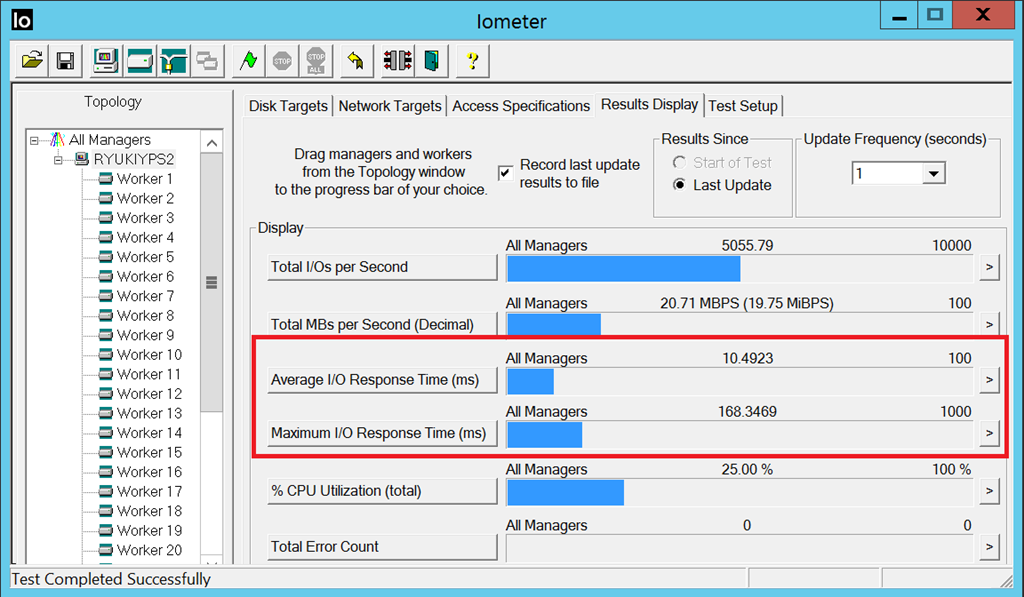 Io
Iometer
STOP
STOP
ALL
?
Topology
All Managers
RYUKIYPS2
Worker 1
Worker 2
Worker 3
Worker 4
Worker 5
Worker 6
Worker 7
Worker 8
Worker 9
Worker 10
Worker 11
Worker 12
Worker 13
Worker 14
Worker 15
Worker 16
Worker 17
Worker 18
Worker 19
Worker 20
Disk Targets Network Targets Access Specifications Results Display Test Setup
Drag managers and workers
from the Topology window
to the progress bar of your choice.
Record last update
results to file
Results Since
Start of Test
Last Update
Update Frequency (seconds)
1
Display
All Managers 5055.79 10000
Total I/Os per Second >
All Managers 20.71 MBPS (19.75 MiBPS) 100
Total MBs per Second (Decimal) >
All Managers 10.4923 100
Average I/O Response Time (ms) >
All Managers 168.3469 1000
Maximum I/O Response Time (ms) >
All Managers 25.00 % 100 %
% CPU Utilization (total) >
All Managers 0 0
Total Error Count >
Test Completed Successfully